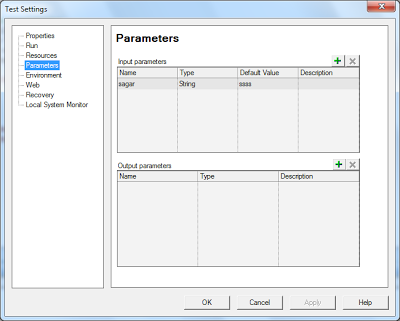 Test Settings
Properties
Run
Resources
Parameters
Environment
Web
Recovery
Local System Monitor
Parameters
Input parameters
Name Type Default Value Description
sagar String ssss
Output parameters
Name Type Description
OK Cancel Apply Help